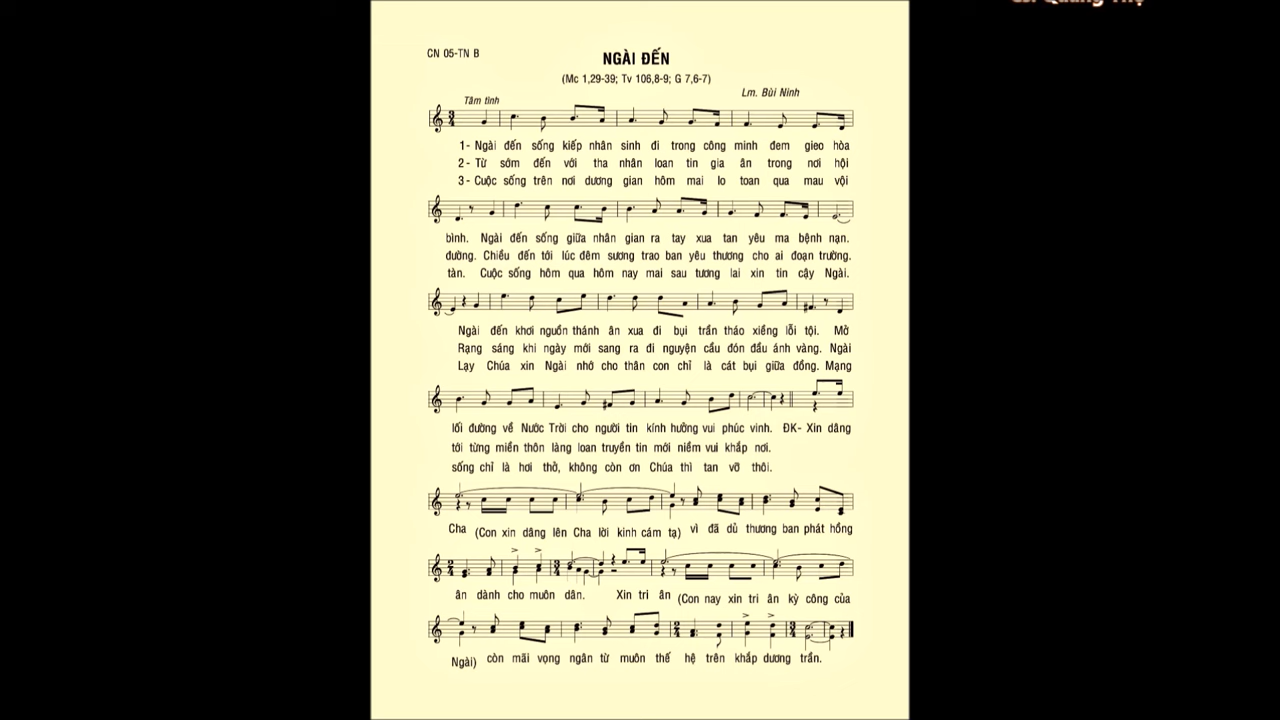 CN 05-TN B
NGÀI ĐẾN
(Mc 1,29-39; Tv 106,8-9; G 7,6-7)
Lm. Bùi Ninh
Tâm tình
1- Ngài đến sống kiếp nhân sinh đi trong công minh đem gieo hòa
2- Từ sớm đến với tha nhân loan tin gia ân trong nơi hội
3- Cuộc sống trên nơi dương gian hôm mai lo toan qua mau vội
bình. Ngài đến sống giữa nhân gian ra tay xua tan yêu ma bệnh nạn.
đường. Chiều đến tới lúc đêm sương trao ban yêu thương cho ai đoạn trường.
tàn. Cuộc sống hôm qua hôm nay mai sau tương lai xin tin cậy Ngài.
Ngài đến khơi nguồn thánh ân xua đi bụi trần tháo xiềng lỗi tội. Mở
Rạng sáng khi ngày mới sang ra đi nguyện cầu đón đầu ánh vàng. Ngài
Lạy Chúa xin Ngài nhớ cho thân con chỉ là cát bụi giữa đồng. Mạng
lối đường về Nước Trời cho người tin kính hưởng vui phúc vinh. ĐK- Xin dâng
tới từng miền thôn làng loan truyền tin mới niềm vui khắp nơi.
sống chỉ là hơi thở, không còn ơn Chúa thì tan vỡ thôi.
Cha (Con xin dâng lên Cha lời kinh cám tạ) vì đã dủ thương ban phát hồng
ân dành cho muôn dân. Xin tri ân (Con nay xin tri ân kỳ công của
Ngài) còn mãi vọng ngân từ muôn thế hệ trên khắp dương trần.